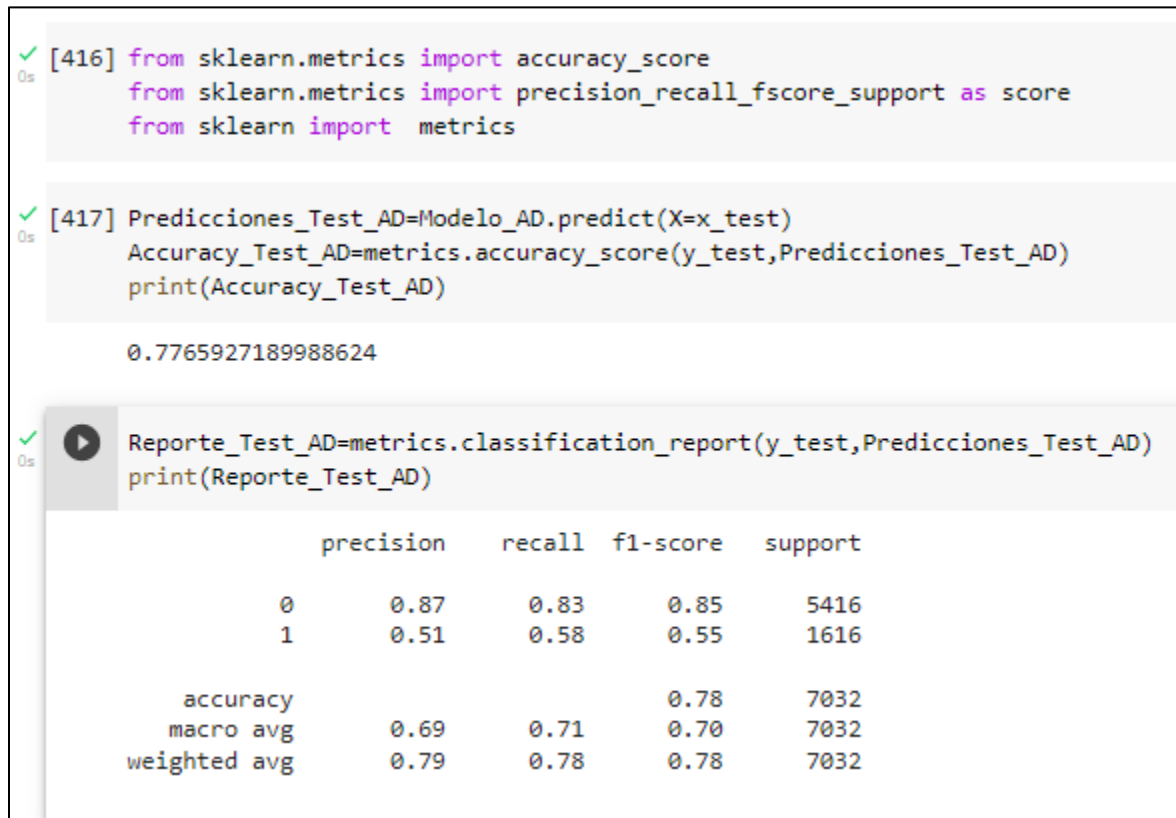 [416] from sklearn.metrics import accuracy_score
0s
from sklearn.metrics import precision_recall_fscore_support as score
from sklearn import  metrics
[417] Predicciones_Test_AD=Modelo_AD.predict(X=x_test)
0s
Accuracy_Test_AD=metrics.accuracy_score(y_test,Predicciones_Test_AD)
print(Accuracy_Test_AD)
0.7765927189988624
Reporte_Test_AD=metrics.classification_report(y_test,Predicciones_Test_AD)
0s
print(Reporte_Test_AD)
precision    recall  f1-score   support
0       0.87      0.83      0.85      5416
1       0.51      0.58      0.55      1616
accuracy                           0.78      7032
macro avg       0.69      0.71      0.70      7032
weighted avg       0.79      0.78      0.78      7032